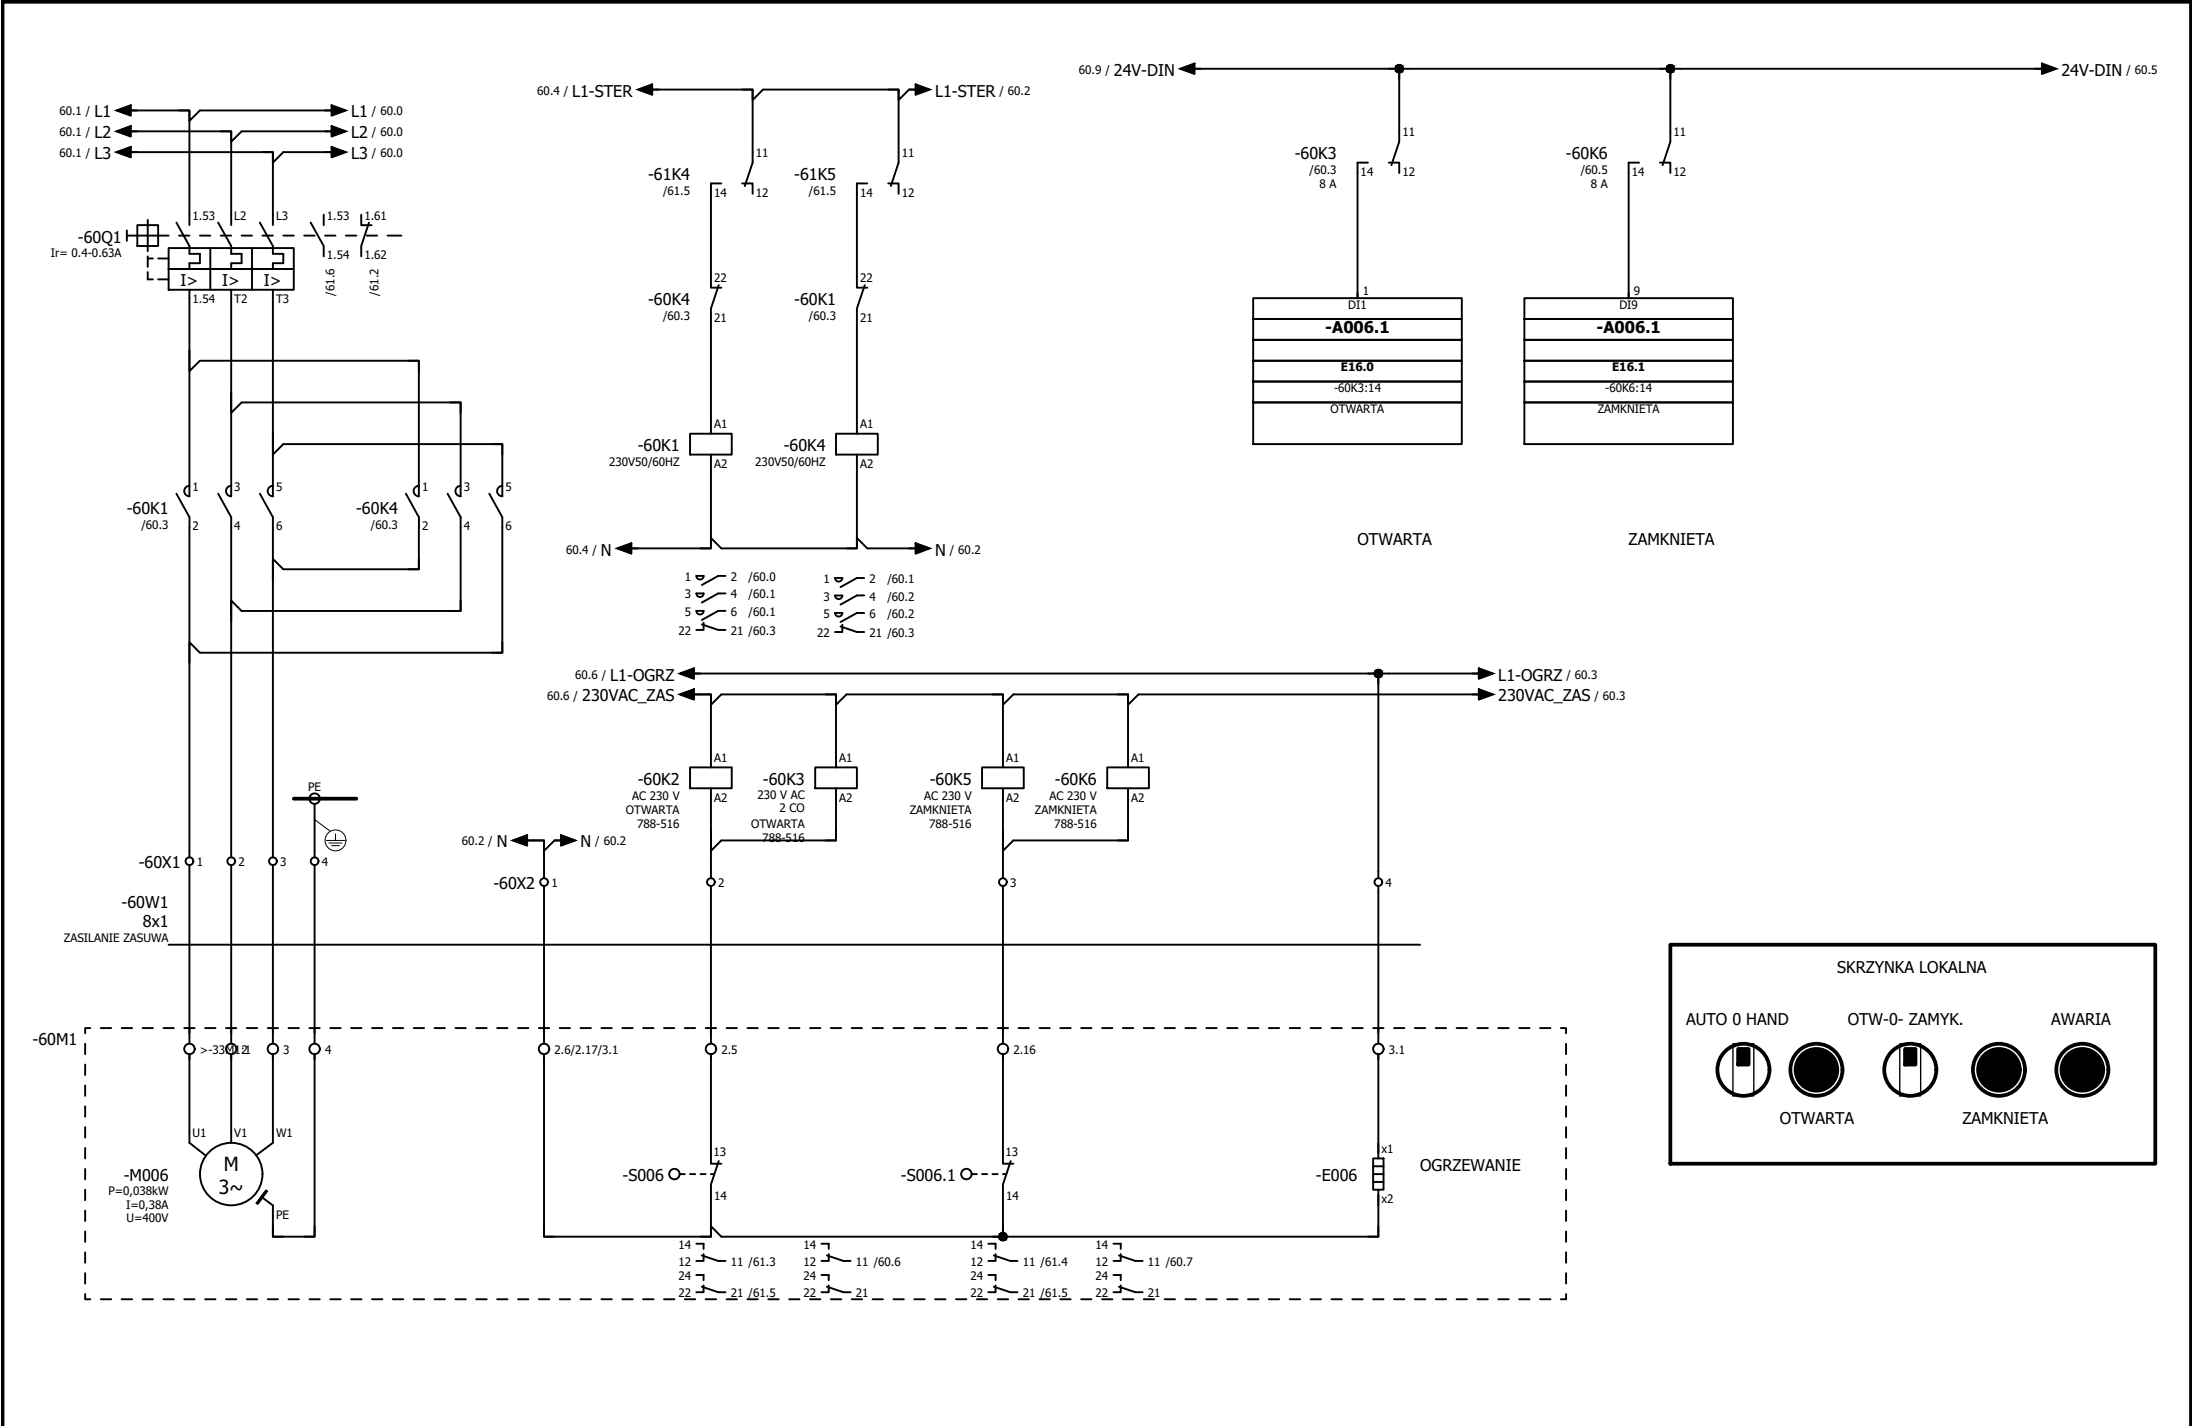 60.1 / L1
L1 / 60.0
60.1 / L2
L2 / 60.0
60.1 / L3
L3 / 60.0
-60Q1
Ir= 0.4-0.63A
1.53
L2
L3
1.53
1.61
1.54
1.62
/61.6
/61.2
I>
I>
I>
1.54
T2
T3
-60K1
/60.3
1
3
5
2
4
6
-60K4
/60.3
1
3
5
2
4
6
PE
-60X1
1
2
3
4
-60W1
8x1
ZASILANIE ZASUWA
60.4 / L1-STER
L1-STER / 60.2
-61K4
/61.5
11
14
12
-61K5
/61.5
11
14
12
-60K4
/60.3
22
21
-60K1
/60.3
22
21
-60K1
230V50/60HZ
A1
A2
-60K4
230V50/60HZ
A1
A2
60.4 / N
N / 60.2
1 2 /60.0
3 4 /60.1
5 6 /60.1
22 21 /60.3
1 2 /60.1
3 4 /60.2
5 6 /60.2
22 21 /60.3
60.9 / 24V-DIN
24V-DIN / 60.5
-60K3
/60.3
8 A
11
14
12
-60K6
/60.5
8 A
11
14
12
1
DI1
-A006.1
E16.0
-60K3:14
OTWARTA
9
DI9
-A006.1
E16.1
-60K6:14
ZAMKNIETA
OTWARTA
ZAMKNIETA
60.6 / L1-OGRZ
L1-OGRZ / 60.3
60.6 / 230VAC_ZAS
230VAC_ZAS / 60.3
-60K2
AC 230 V
OTWARTA
788-516
A1
A2
-60K3
230 V AC
2 CO
OTWARTA
788-516
A1
A2
-60K5
AC 230 V
ZAMKNIETA
788-516
A1
A2
-60K6
AC 230 V
ZAMKNIETA
788-516
A1
A2
60.2 / N
N / 60.2
-60X2
1
2
3
4
-60M1
>-33M1:1
2
3
4
2.6/2.17/3.1
2.5
2.16
3.1
U1
V1
W1
M
3~
PE
-M006
P=0,038kW
I=0,38A
U=400V
-S006
13
14
-S006.1
13
14
-E006
x1
x2
OGRZEWANIE
14
12 11 /61.3
24
22 21 /61.5
14
12 11 /60.6
24
22 21
14
12 11 /61.4
24
22 21 /61.5
14
12 11 /60.7
24
22 21
SKRZYNKA LOKALNA
AUTO 0 HAND
OTW-0- ZAMYK.
AWARIA
OTWARTA
ZAMKNIETA